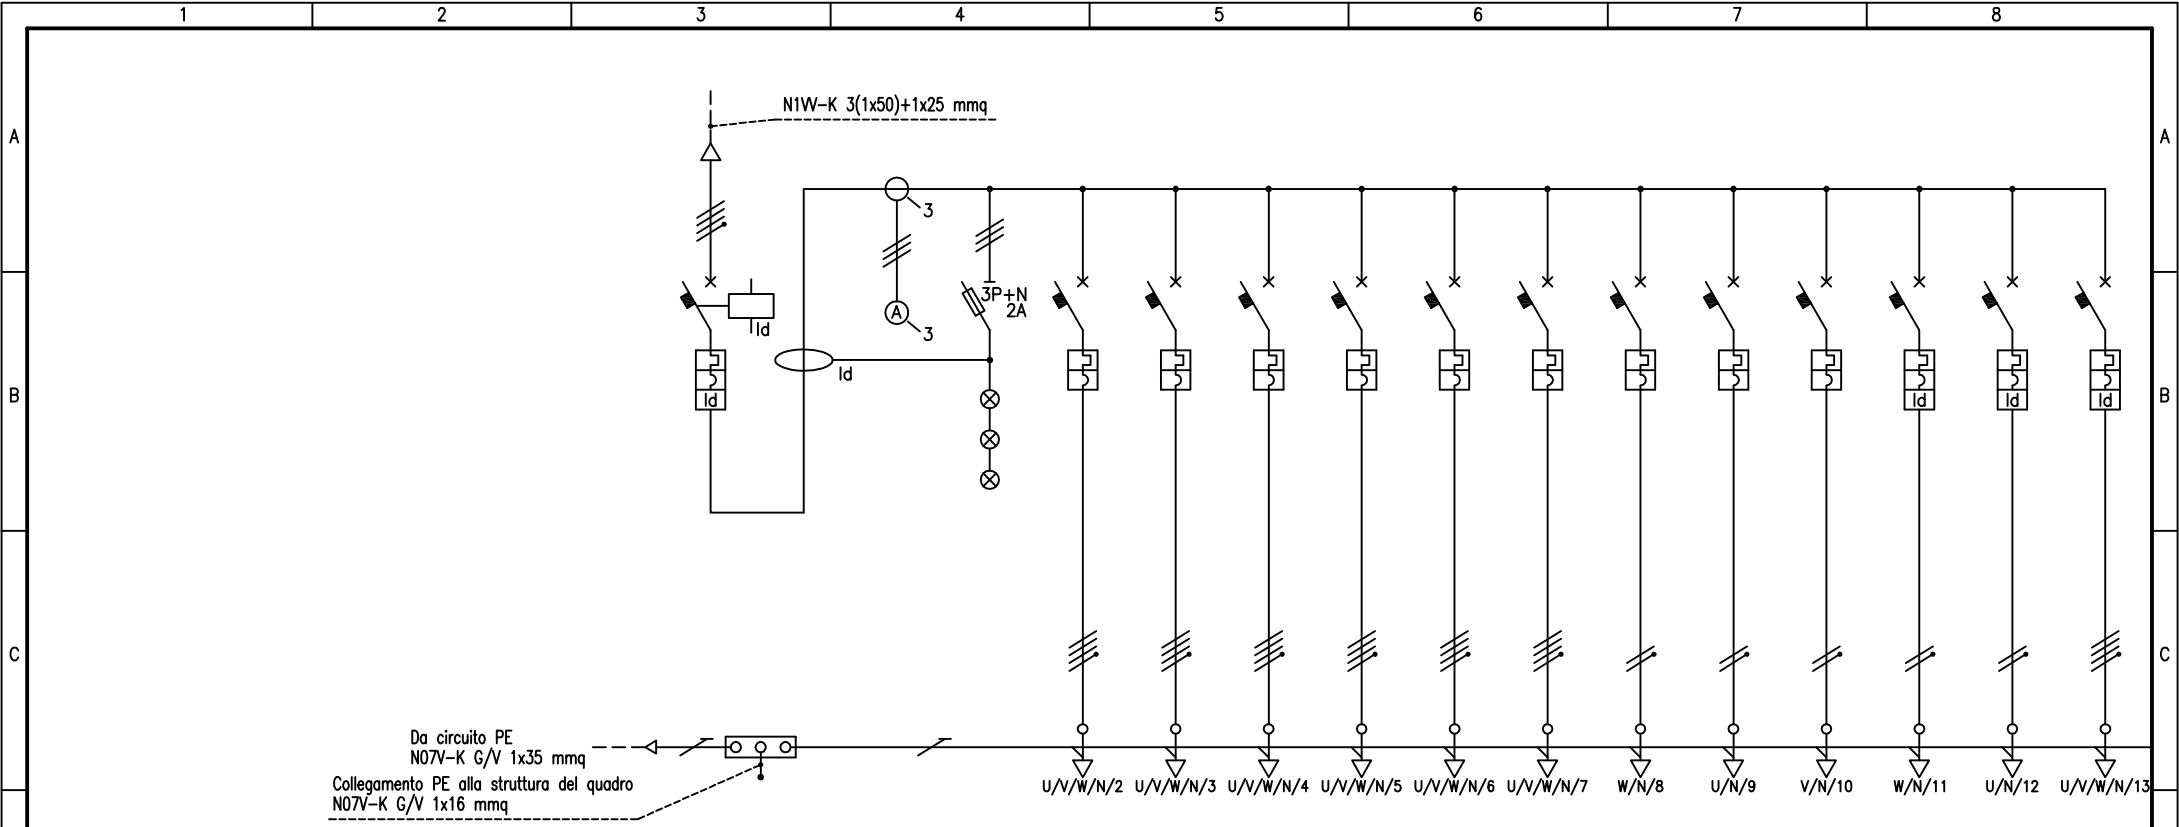 1 2 3 4 5 6 7 8
N1VV-K 3(1x50)+1x25 mmq
A A
3
3P+N
2A
A
3
Id
Id
B Id Id Id Id B
C C
Da circuito PE
N07V-K G/V 1x35 mmq
Collegamento PE alla struttura del quadro
N07V-K G/V 1x16 mmq
U/V/W/N/2 U/V/W/N/3 U/V/W/N/4 U/V/W/N/5 U/V/W/N/6 U/V/W/N/7 W/N/8 U/N/9 V/N/10 W/N/11 U/N/12 U/V/W/N/13